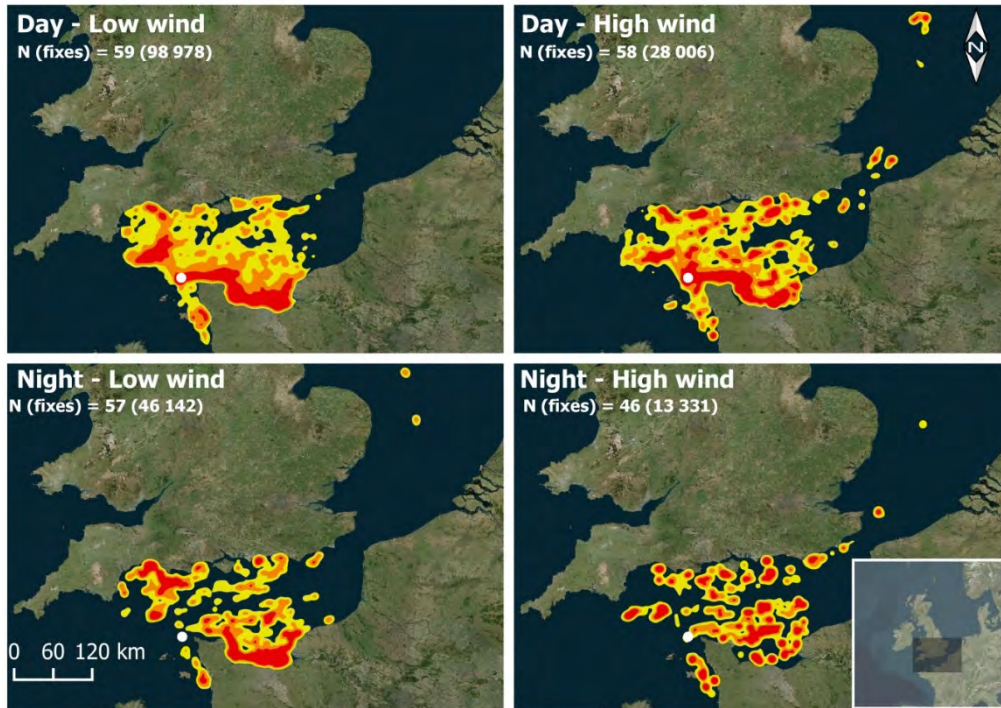 Day - Low wind
N (fixes) = 59 (98 978)
Day - High wind
N (fixes) = 58 (28 006)
N
Night - Low wind
N (fixes) = 57 (46 142)
Night - High wind
N (fixes) = 46 (13 331)
0 60 120 km